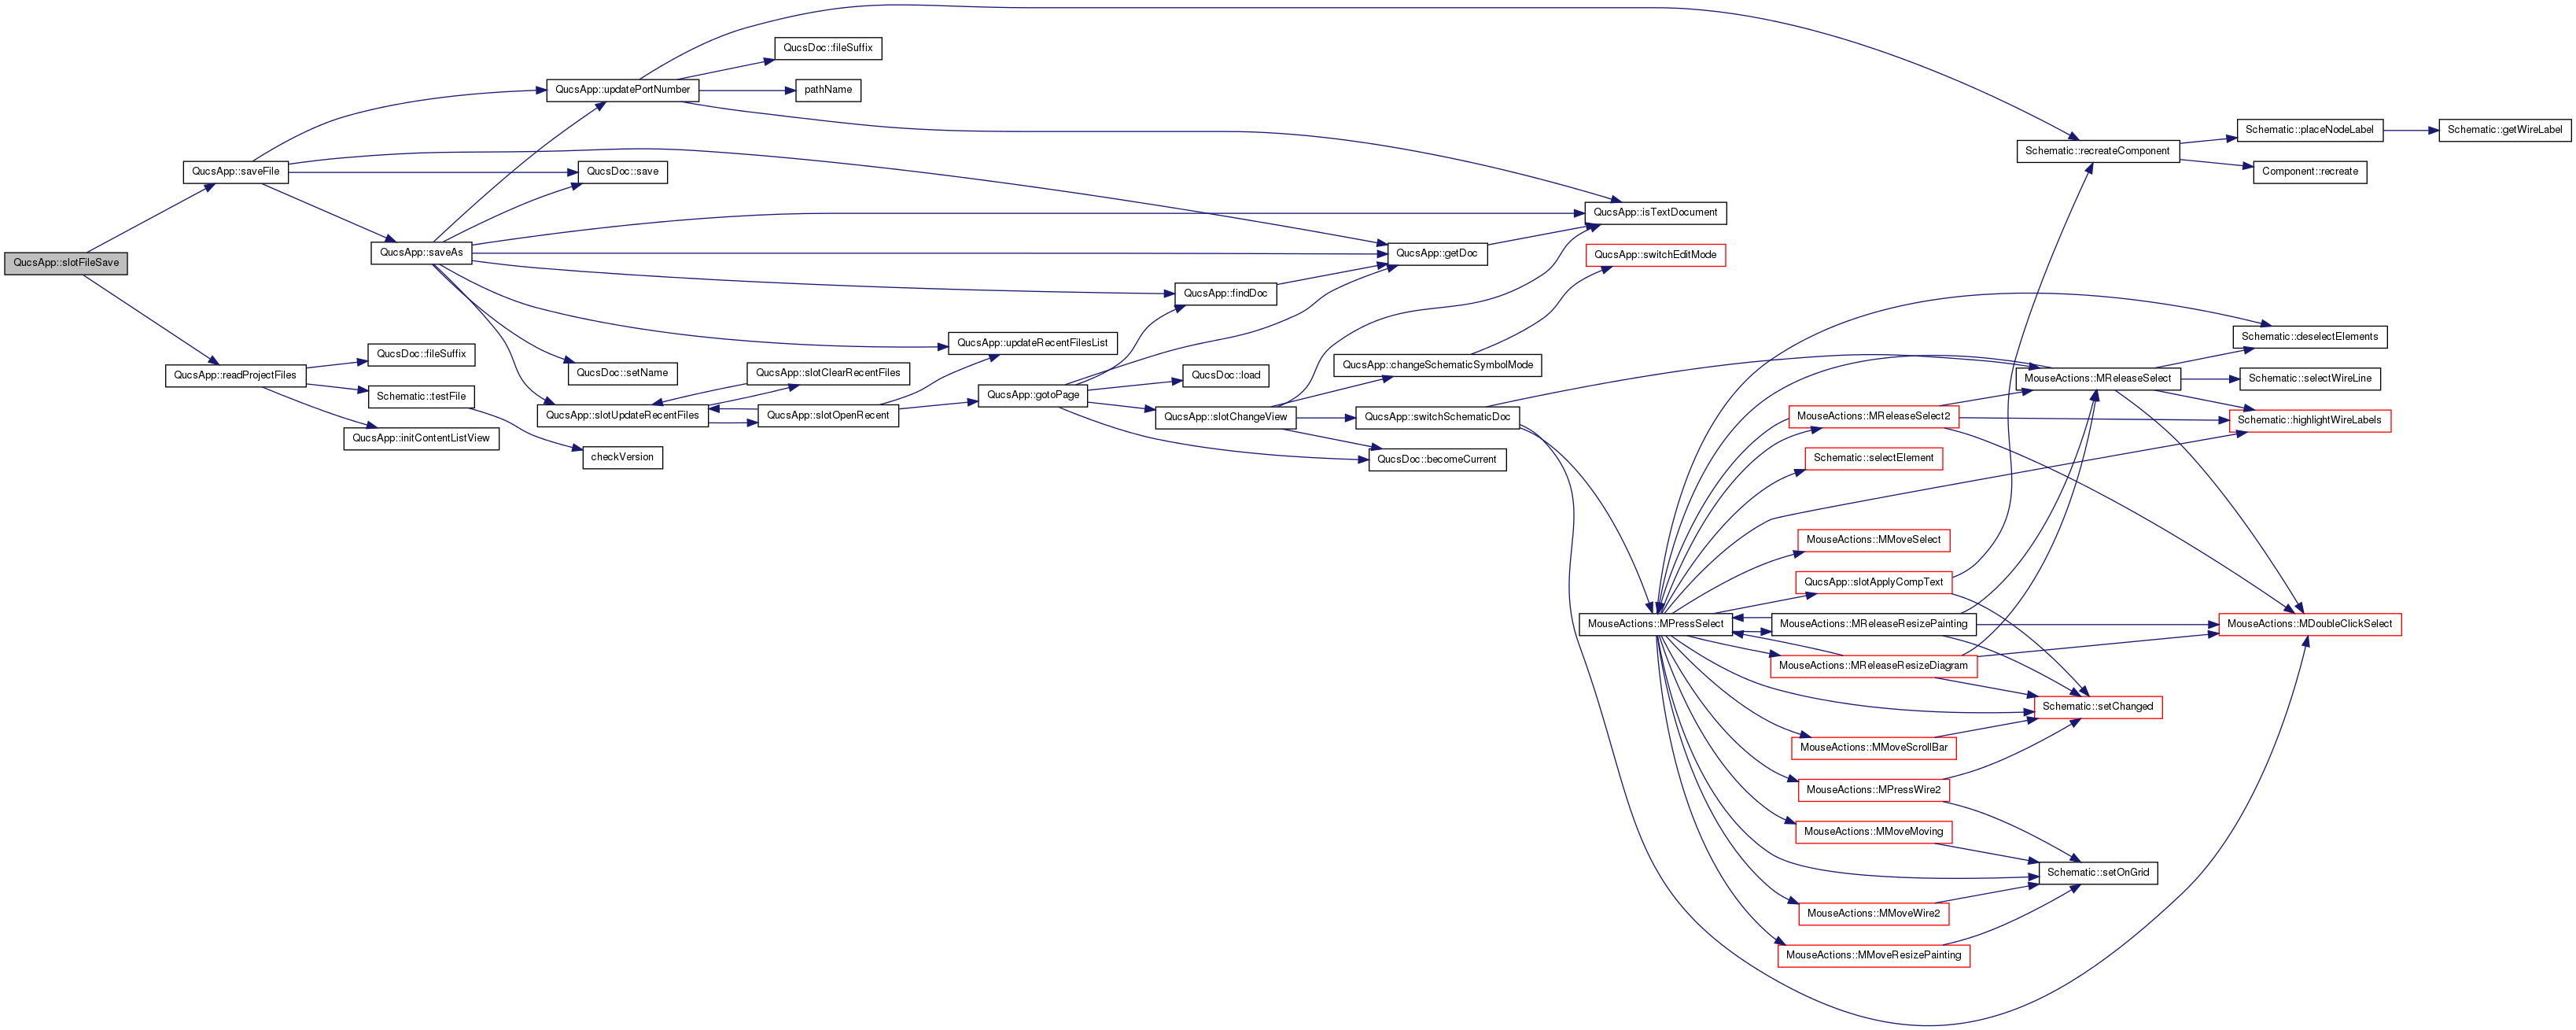 QucsApp::slotFileSave
QucsApp::saveFile
QucsApp::readProjectFiles
QucsApp::saveAs
QucsDoc::fileSuffix
Schematic::testFile
QucsApp::initContentListView
QucsApp::updatePortNumber
QucsDoc::save
QucsDoc::setName
QucsApp::slotUpdateRecentFiles
checkVersion
QucsDoc::fileSuffix
pathName
QucsApp::slotClearRecentFiles
QucsApp::slotOpenRecent
QucsApp::updateRecentFilesList
QucsApp::gotoPage
QucsApp::findDoc
QucsDoc::load
QucsApp::slotChangeView
QucsApp::getDoc
QucsApp::changeSchematicSymbolMode
QucsApp::switchSchematicDoc
QucsDoc::becomeCurrent
QucsApp::isTextDocument
QucsApp::switchEditMode
MouseActions::MPressSelect
MouseActions::MReleaseSelect2
Schematic::selectElement
MouseActions::MMoveSelect
QucsApp::slotApplyCompText
MouseActions::MReleaseResizePainting
MouseActions::MReleaseResizeDiagram
MouseActions::MMoveScrollBar
MouseActions::MPressWire2
MouseActions::MMoveMoving
MouseActions::MMoveWire2
MouseActions::MMoveResizePainting
Schematic::recreateComponent
MouseActions::MReleaseSelect
Schematic::setChanged
Schematic::setOnGrid
Schematic::placeNodeLabel
Component::recreate
Schematic::deselectElements
Schematic::selectWireLine
Schematic::highlightWireLabels
MouseActions::MDoubleClickSelect
Schematic::getWireLabel